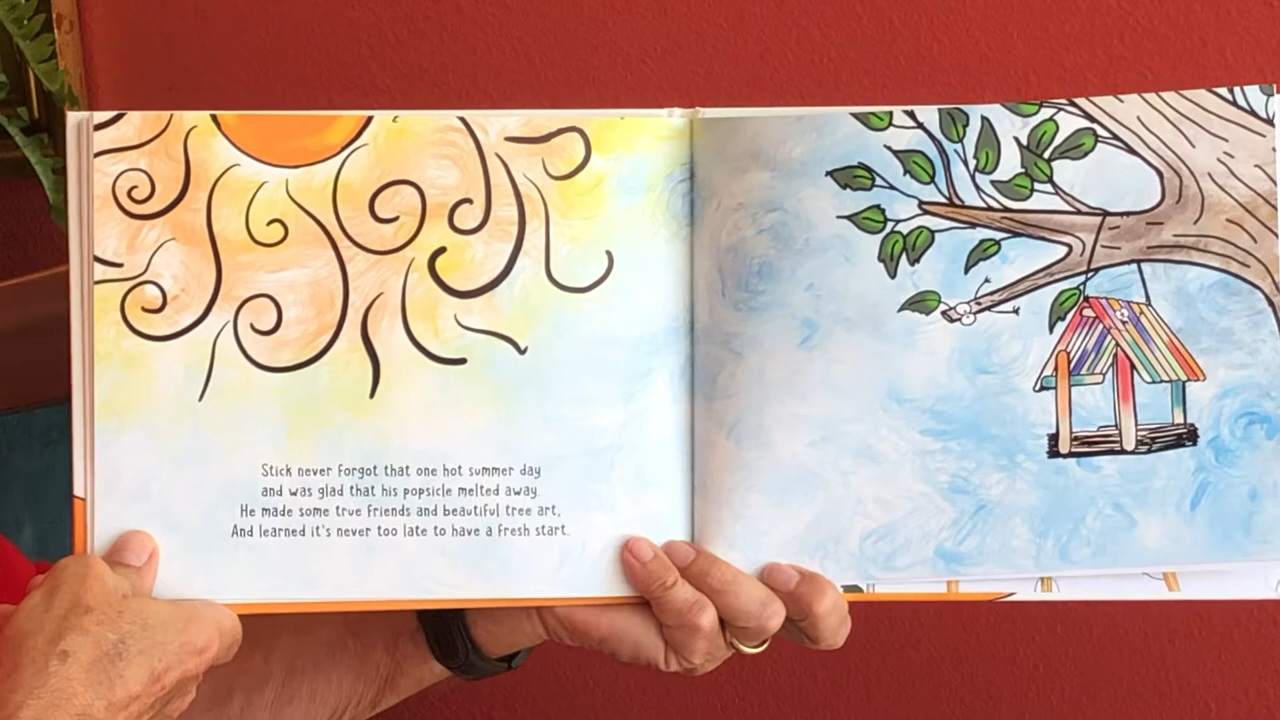 Stick never forgot that one hot summer day
and was glad that his popsicle melted away.
He made some true friends and beautiful tree art,
And learned it's never too late to have a fresh start.